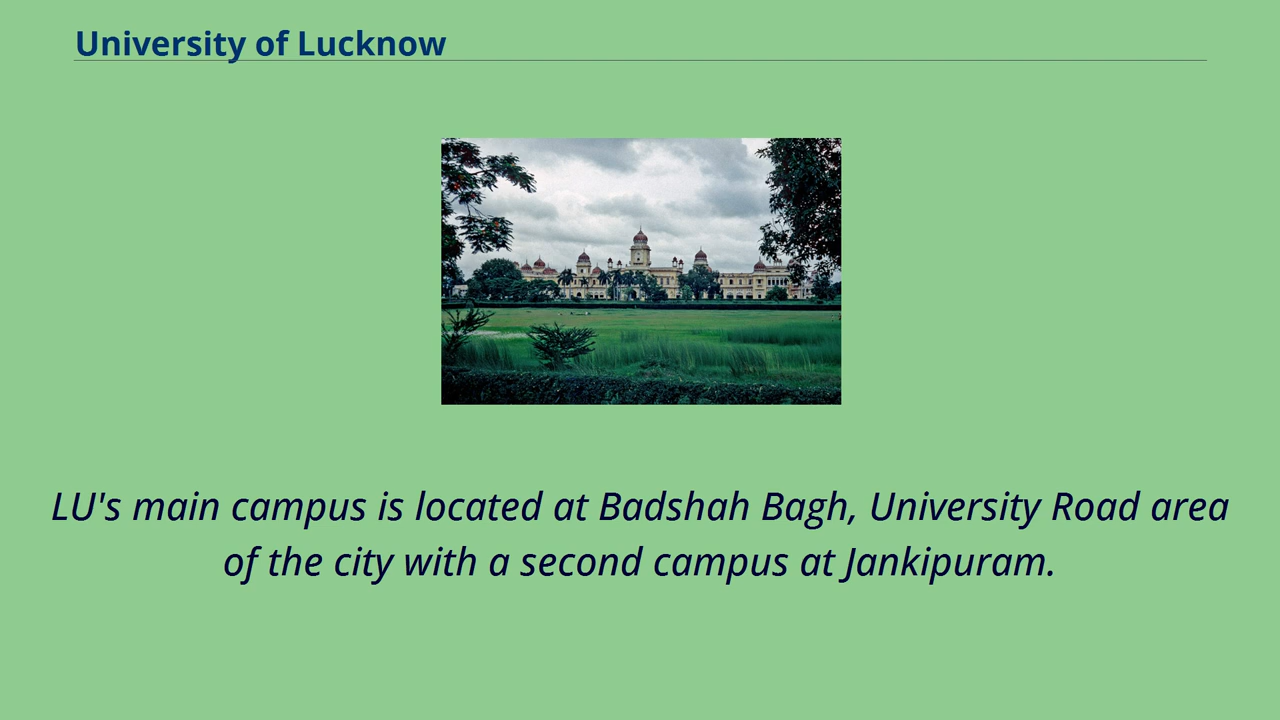 University of Lucknow
LU's main campus is located at Badshah Bagh, University Road area
of the city with a second campus at Jankipuram.